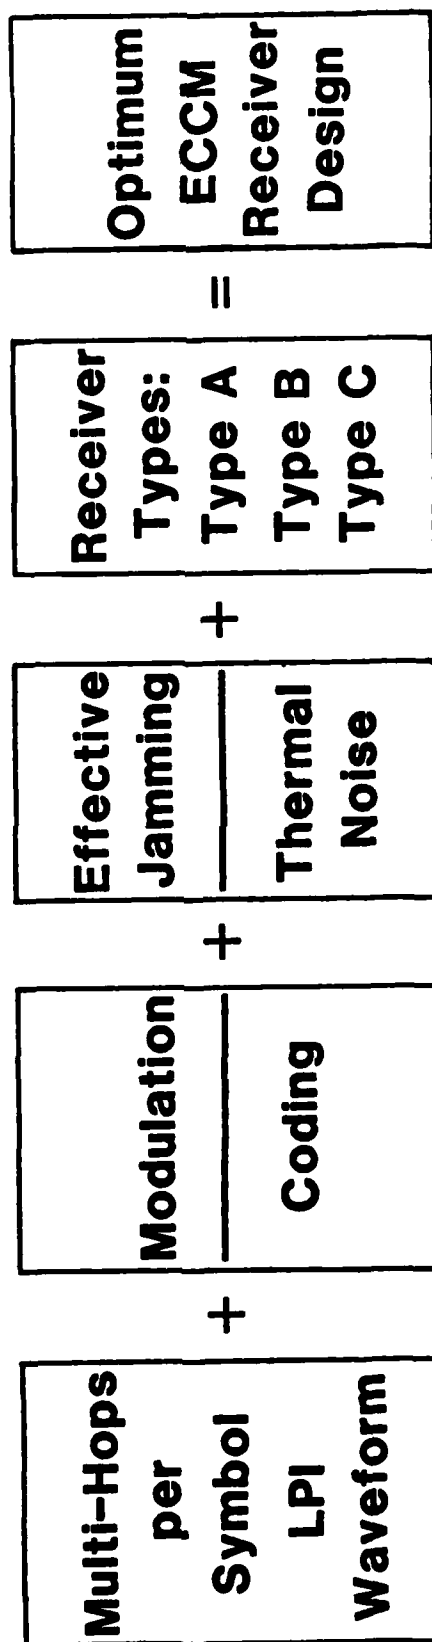 Multi-Hops
per
Symbol
LPI
Waveform
+
Modulation
Coding
+
Effective
Jamming
Thermal
Noise
+
Receiver
Types:
Type A
Type B
Type C
=
Optimum
ECCM
Receiver
Design